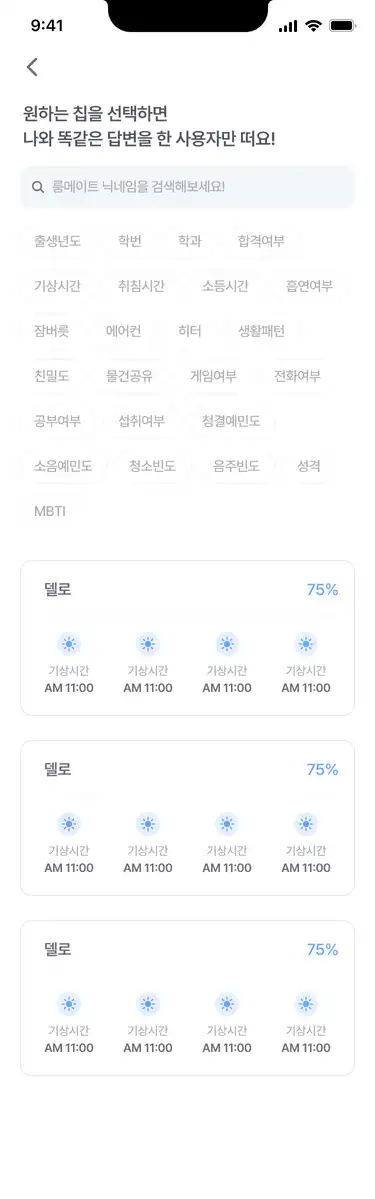 9:41
원하는 칩을 선택하면
나와 똑같은 답변을 한 사용자만 떠요!
룸메이트 닉네임을 검색해보세요!
출생년도 학번 학과 합격여부
기상시간 취침시간 소등시간 흡연여부
잠버릇 에어컨 히터 생활패턴
친밀도 물건공유 게임여부 전화여부
공부여부 섭취여부 청결예민도
소음예민도 청소빈도 음주빈도 성격
MBTI
델로 75%
기상시간 기상시간 기상시간 기상시간
AM 11:00 AM 11:00 AM 11:00 AM 11:00
델로 75%
기상시간 기상시간 기상시간 기상시간
AM 11:00 AM 11:00 AM 11:00 AM 11:00
델로 75%
기상시간 기상시간 기상시간 기상시간
AM 11:00 AM 11:00 AM 11:00 AM 11:00